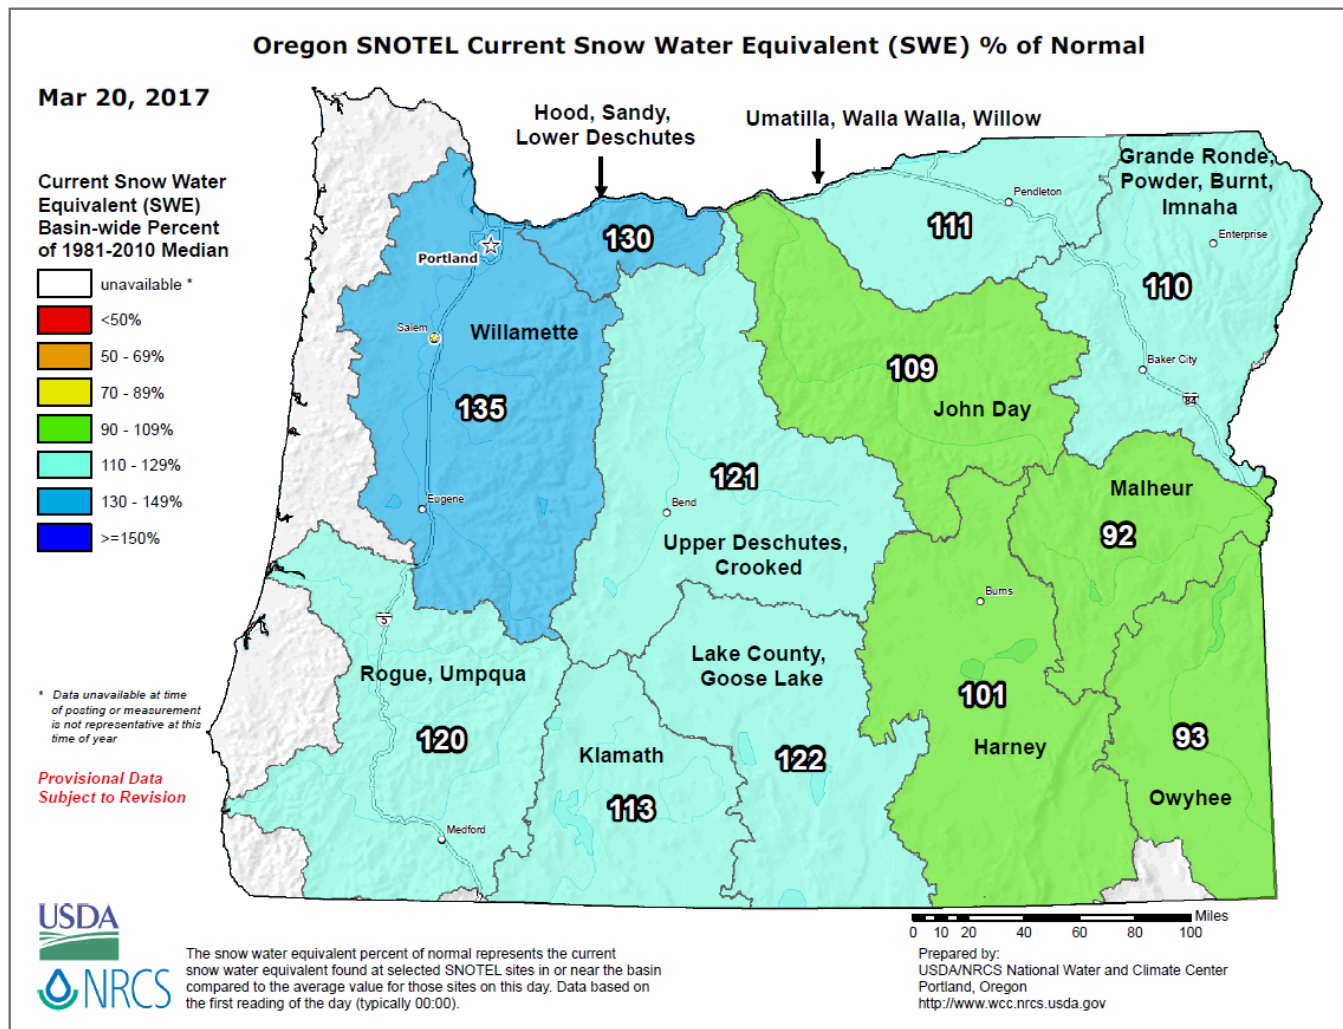 Oregon SNOTEL Current Snow Water Equivalent (SWE) % of Normal
Mar 20, 2017
Current Snow Water
Equivalent (SWE)
Basin-wide Percent
of 1981-2010 Median
unavailable *
<50%
50 - 69%
70 - 89%
90 - 109%
110 - 129%
130 - 149%
>=150%
* Data unavailable at time
of posting or measurement
is not representative at this
time of year
Provisional Data
Subject to Revision
Hood, Sandy,
Lower Deschutes
130
Umatilla, Walla Walla, Willow
111
Pendleton
Grande Ronde,
Powder, Burnt,
Imnaha
Enterprise
110
Baker City
84
Portland
Salem
Willamette
135
Eugene
109
John Day
121
Bend
Upper Deschutes,
Crooked
Malheur
92
Burns
5
Rogue, Umpqua
120
Medford
Lake County,
Goose Lake
122
Klamath
113
101
Harney
93
Owyhee
Miles
0 10 20 40 60 80 100
USDA
NRCS
The snow water equivalent percent of normal represents the current
snow water equivalent found at selected SNOTEL sites in or near the basin
compared to the average value for those sites on this day. Data based on
the first reading of the day (typically 00:00).
Prepared by:
USDA/NRCS National Water and Climate Center
Portland, Oregon
http://www.wcc.nrcs.usda.gov